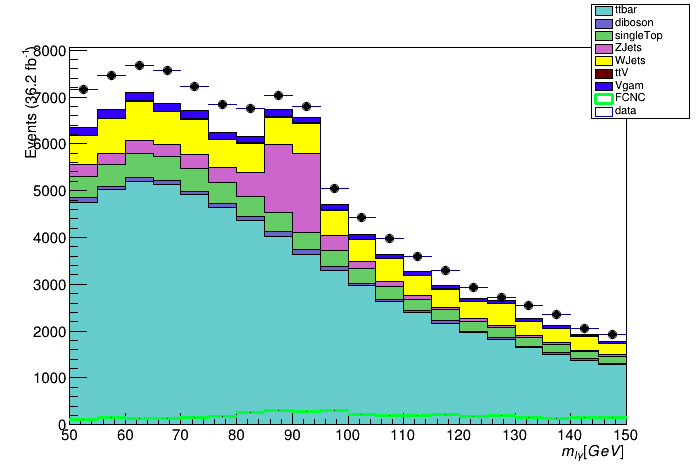 ttbar
diboson
singleTop
ZJets
WJets
ttV
Vgam
FCNC
data
Events (36.2 fb⁻¹)
8000
7000
6000
5000
4000
3000
2000
1000
0
50 60 70 80 90 100 110 120 130 140 150
m_{lγ}[GeV]